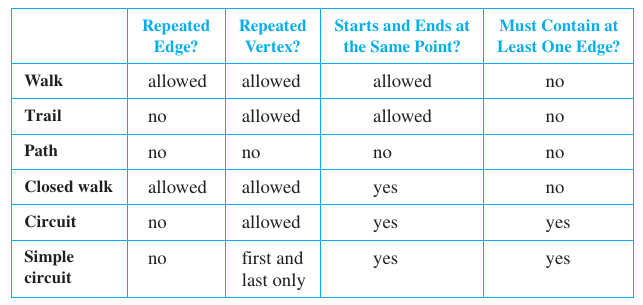 Repeated Edge? Repeated Vertex? Starts and Ends at the Same Point? Must Contain at Least One Edge?
Walk allowed allowed allowed no
Trail no allowed allowed no
Path no no no no
Closed walk allowed allowed yes no
Circuit no allowed yes yes
Simple circuit no first and last only yes yes